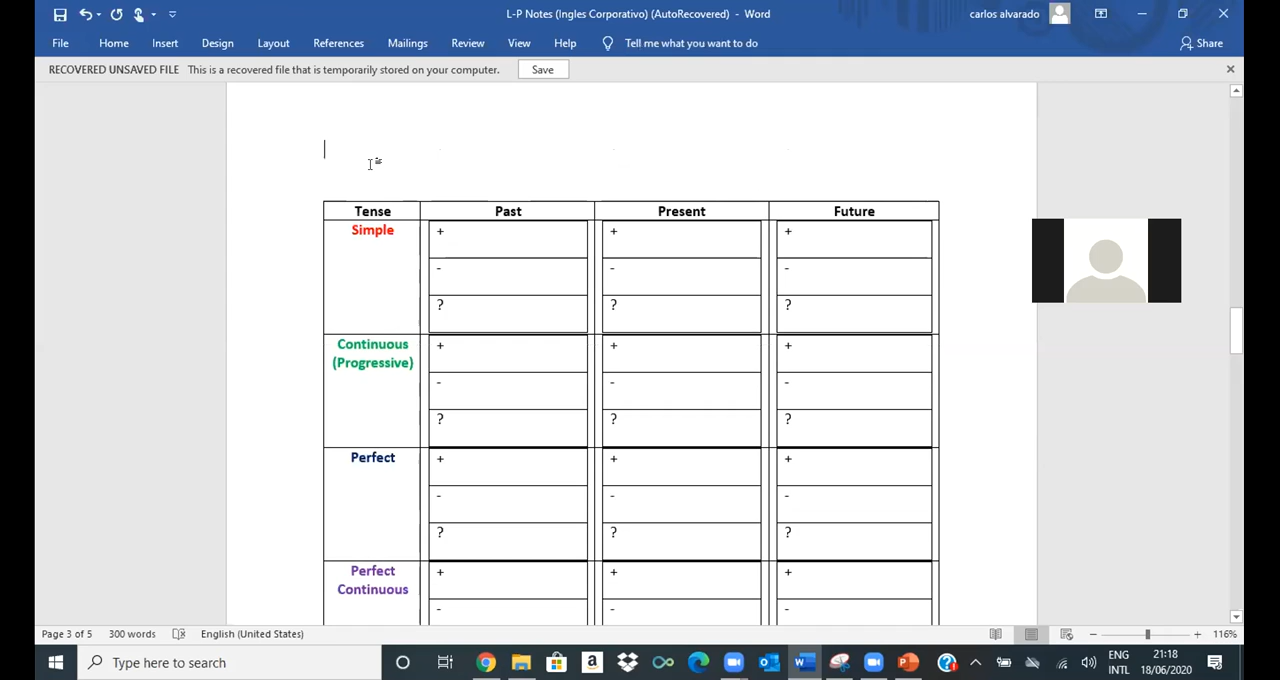 L-P Notes (Ingles Corporativo) (AutoRecovered) - Word
carlos alvarado
File Home Insert Design Layout References Mailings Review View Help Tell me what you want to do Share
RECOVERED UNSAVED FILE This is a recovered file that is temporarily stored on your computer. Save
Tense Past Present Future
Simple + + +
- - -
? ? ?
Continuous + + +
(Progressive)
- - -
? ? ?
Perfect + + +
- - -
? ? ?
Perfect + + +
Continuous
- - -
Page 3 of 5 300 words English (United States) 116%
Type here to search
ENG 21:18
INTL 18/06/2020